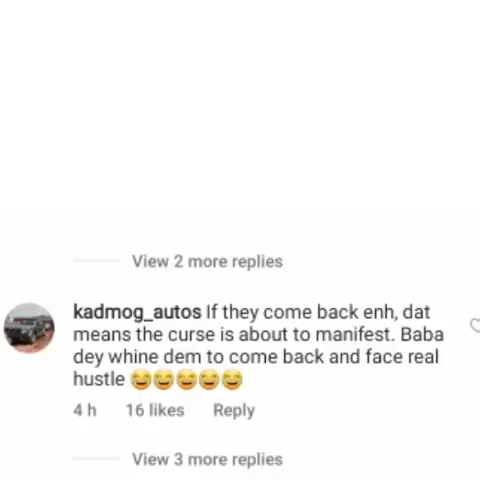 View 2 more replies
kadmog_autos If they come back enh, dat
means the curse is about to manifest. Baba
dey whine dem to come back and face real
hustle 😂😂😂😂😂
4 h 16 likes Reply
View 3 more replies